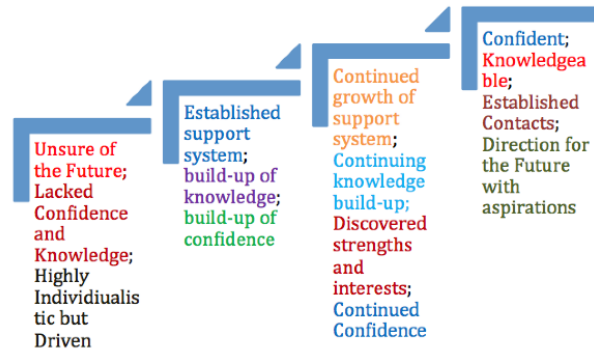 Unsure of
the Future;
Lacked
Confidence
and
Knowledge;
Highly
Individiualis
tic but
Driven
Established
support
system;
build-up of
knowledge;
build-up of
confidence
Continued
growth of
support
system;
Continuing
knowledge
build-up;
Discovered
strengths
and
interests;
Continued
Confidence
Confident;
Knowledgea
ble;
Established
Contacts;
Direction for
the Future
with
aspirations